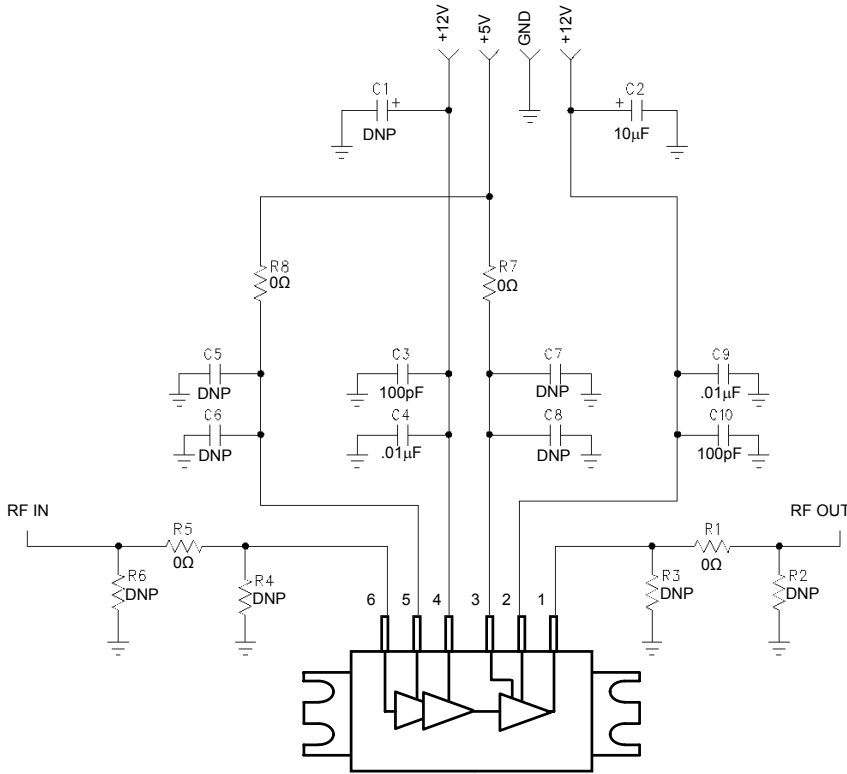 +12V
+5V
GND
+12V
C1
+
DNP
C2
+
10µF
R8
0Ω
R7
0Ω
C5
DNP
C3
100pF
C7
DNP
C9
.01µF
C6
DNP
C4
.01µF
C8
DNP
C10
100pF
RF IN
RF OUT
R5
0Ω
R1
0Ω
R6
DNP
R4
DNP
R3
DNP
R2
DNP
6
5
4
3
2
1